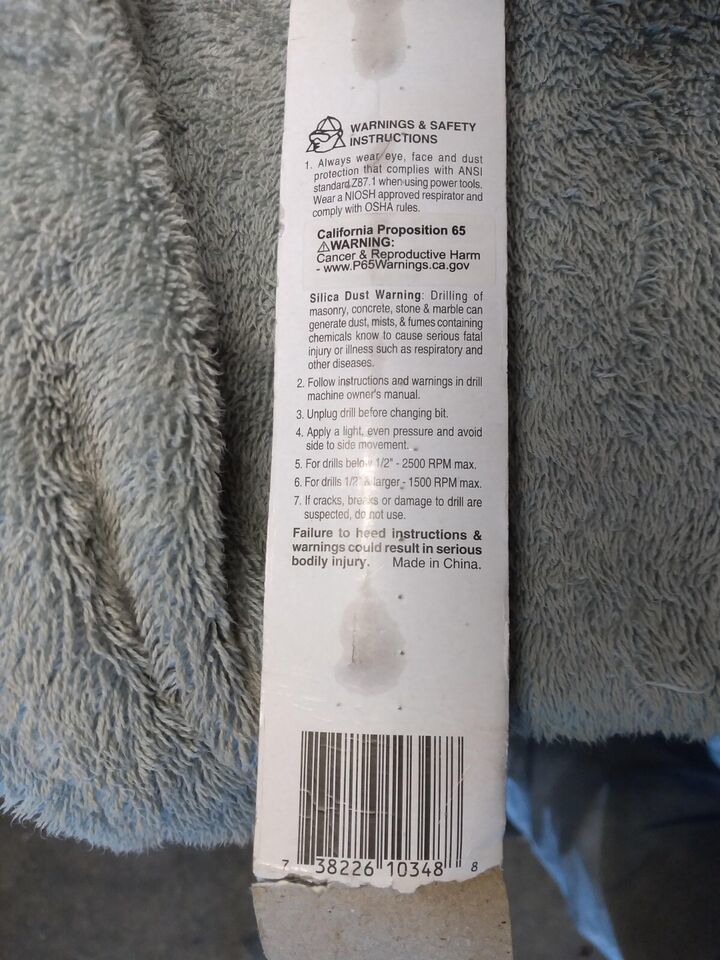 WARNINGS & SAFETY
INSTRUCTIONS
1. Always wear eye, face and dust
protection that complies with ANSI
standard Z87.1 when using power tools.
Wear a NIOSH approved respirator and
comply with OSHA rules.
California Proposition 65
⚠WARNING:
Cancer & Reproductive Harm
- www.P65Warnings.ca.gov
Silica Dust Warning: Drilling of
masonry, concrete, stone & marble can
generate dust, mists, & fumes containing
chemicals know to cause serious fatal
injury or illness such as respiratory and
other diseases.
2. Follow instructions and warnings in drill
machine owner's manual.
3. Unplug drill before changing bit.
4. Apply a light, even pressure and avoid
side to side movement.
5. For drills below 1/2" - 2500 RPM max.
6. For drills 1/2" & larger - 1500 RPM max.
7. If cracks, breaks or damage to drill are
suspected, do not use.
Failure to heed instructions &
warnings could result in serious
bodily injury. Made in China.
7 38226 10348 8